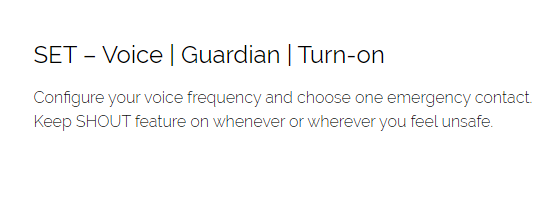 SET – Voice | Guardian | Turn-on
Configure your voice frequency and choose one emergency contact.
Keep SHOUT feature on whenever or wherever you feel unsafe.